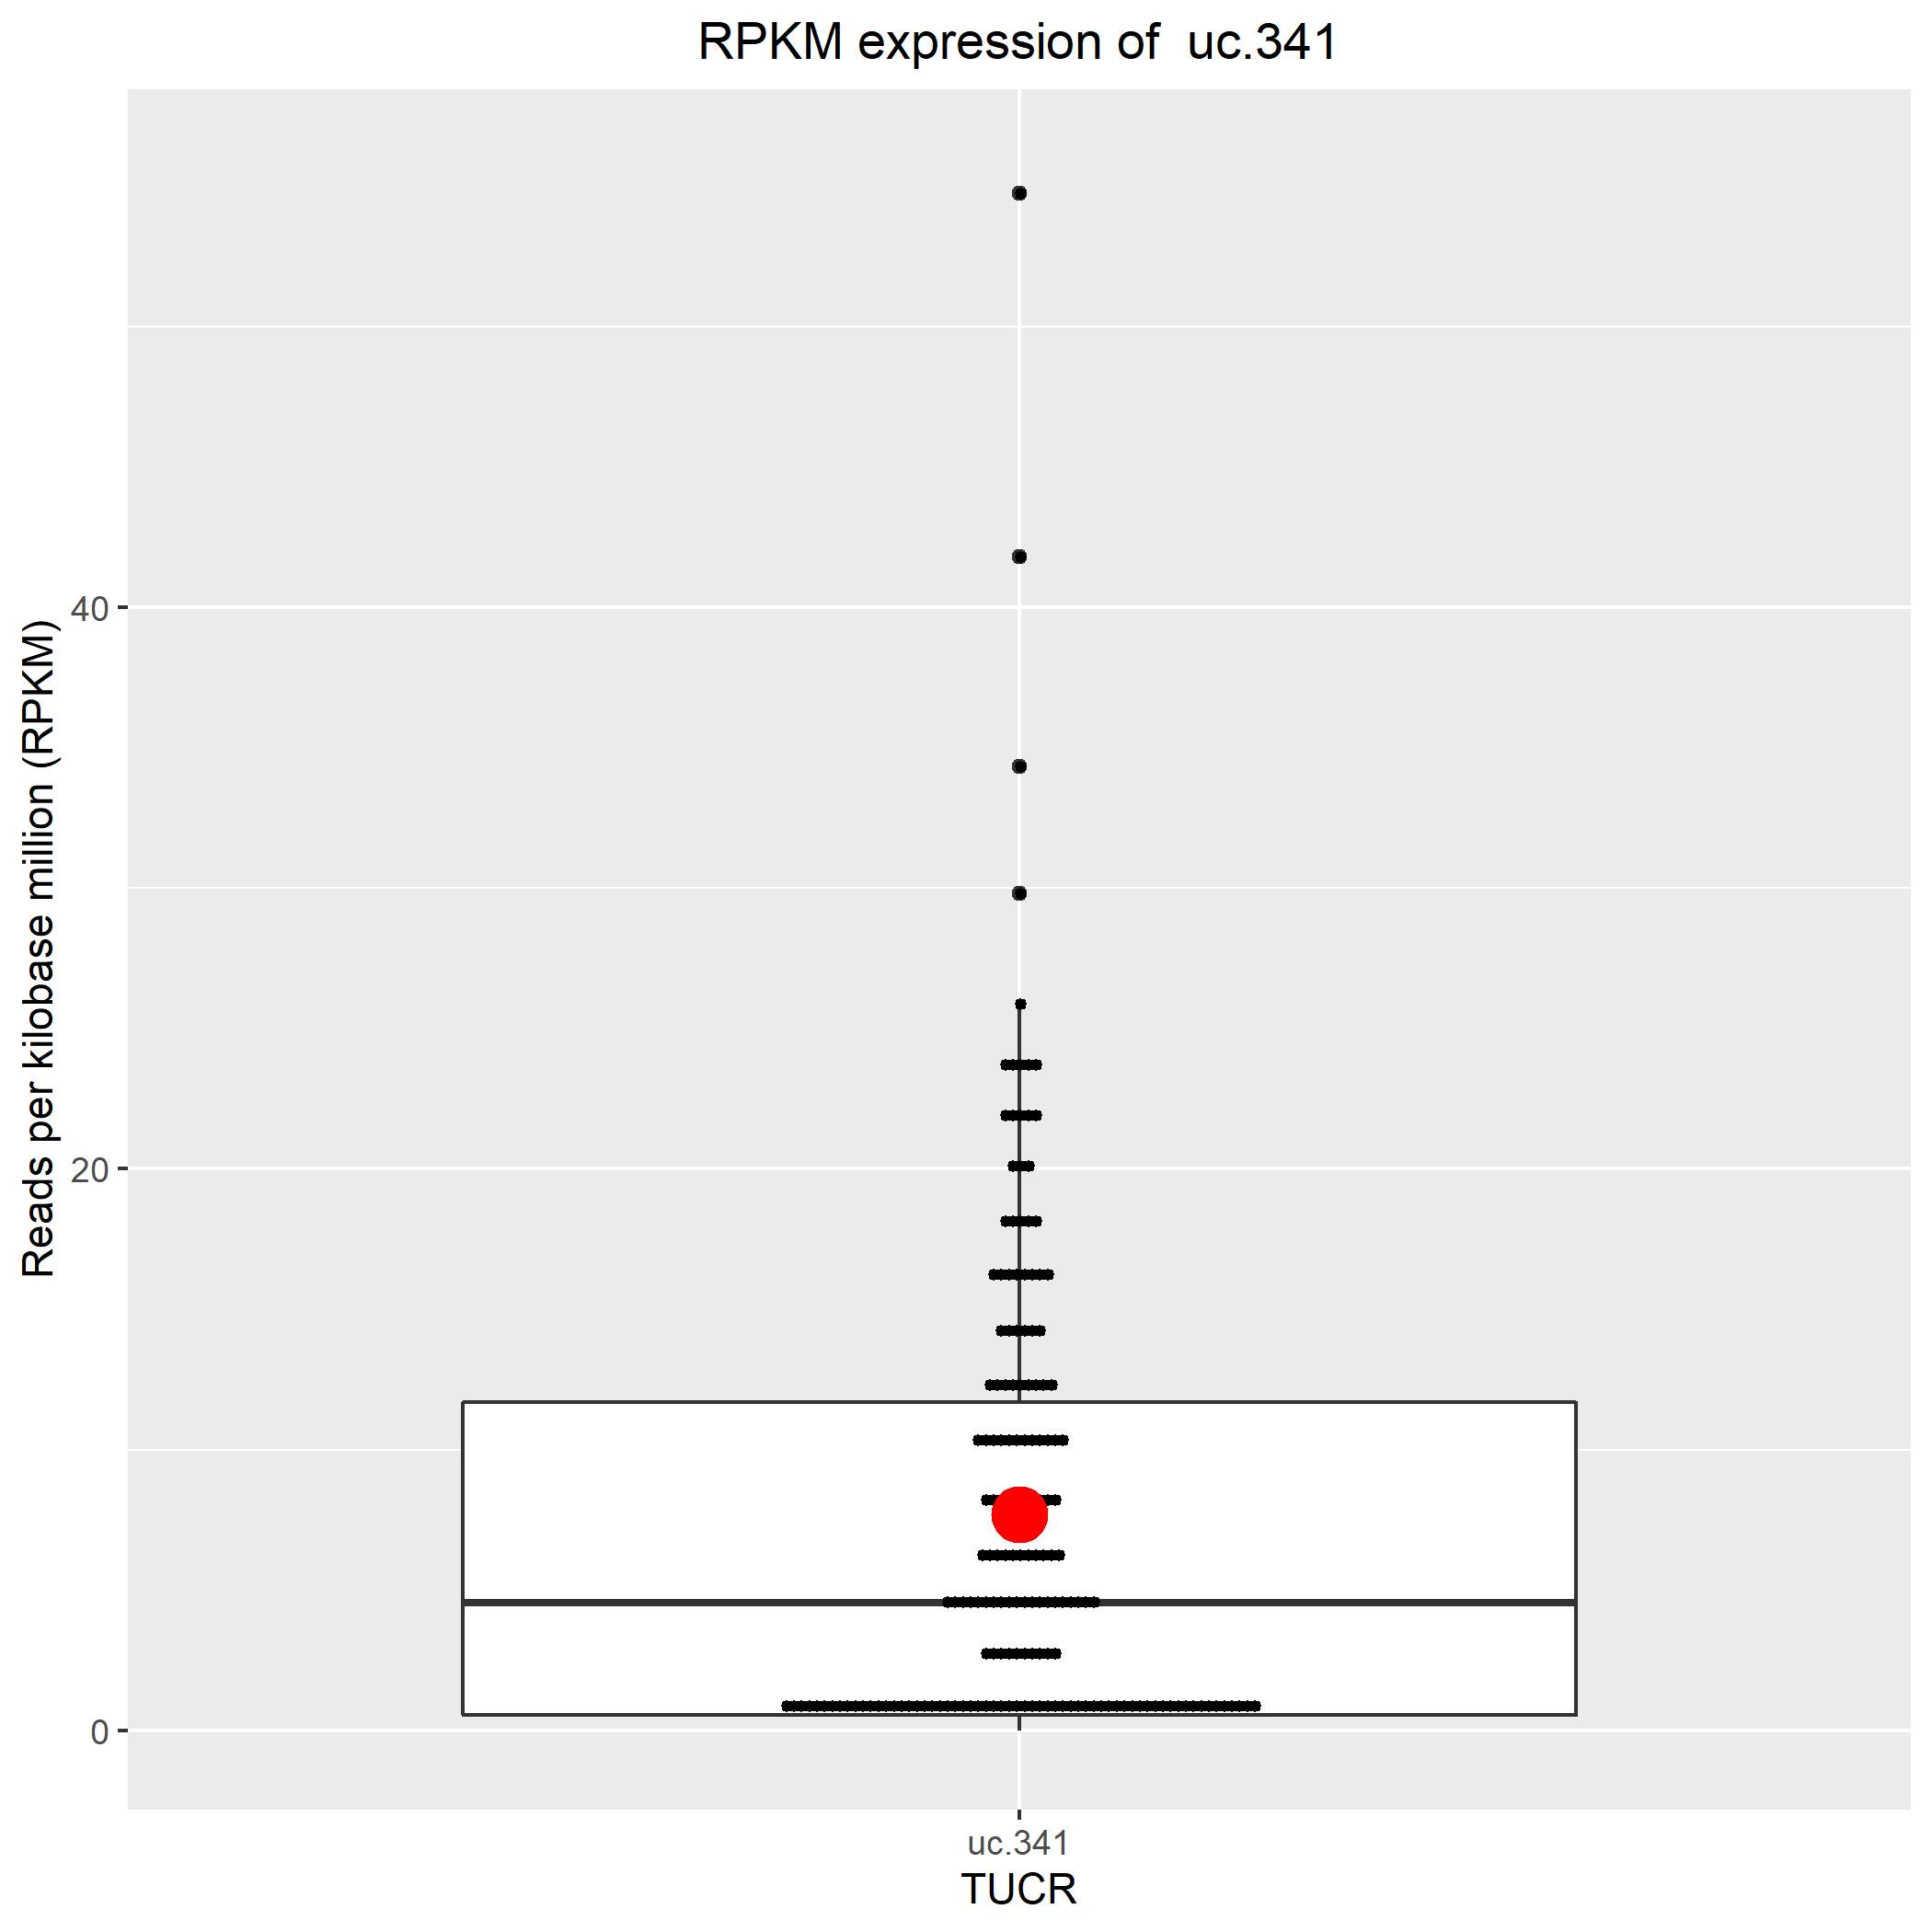 RPKM expression of  uc.341
Reads per kilobase million (RPKM)
40
20
0
uc.341
TUCR